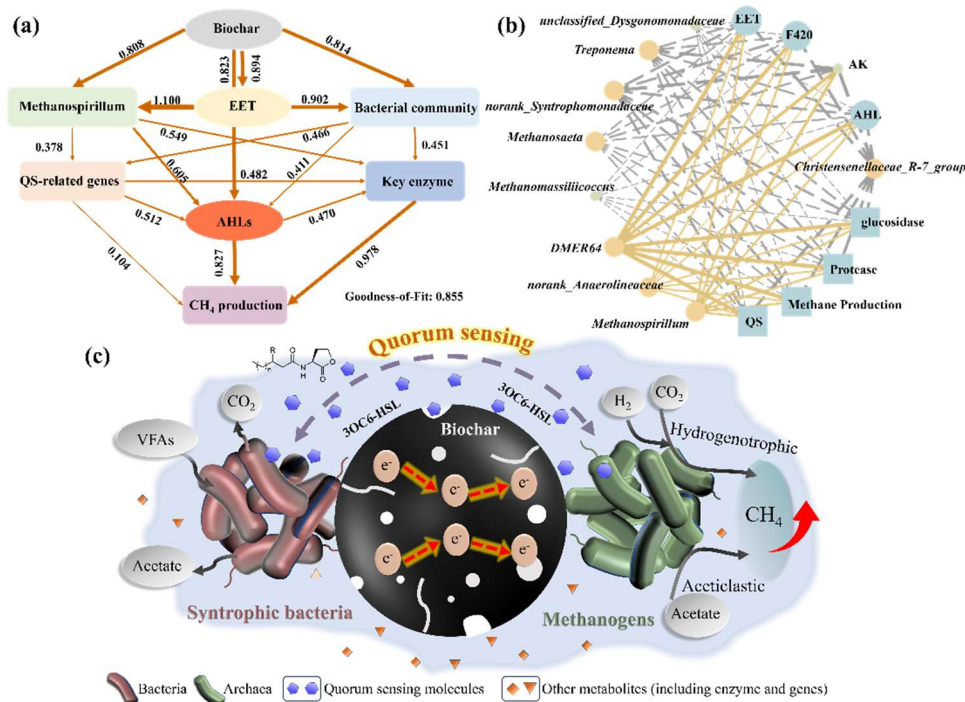 (a)
Biochar
0.808
0.823
0.894
0.814
Methanospirillum
1.100
EET
0.902
Bacterial community
0.378
0.549
0.466
0.451
0.605
0.482
0.411
QS-related genes
Key enzyme
0.512
AHLs
0.470
0.104
0.827
0.978
CH4 production
Goodness-of-Fit: 0.855
(b)
unclassified_Dysgonomonadaceae
EET
F420
Treponema
AK
norank_Syntrophomonadaceae
AHL
Methanosaeta
Christensenellaceae_R-7_group
Methanomassiliicoccus
glucosidase
DMER64
Protease
norank_Anaerolineaceae
Methane Production
Methanospirillum
QS
(c)
Quorum sensing
R
n
N
H
O
O
O
CO2
3OC6-HSL
3OC6-HSL
H2
CO2
VFAs
Biochar
Hydrogenotrophic
e-
e-
e-
CH4
e-
e-
e-
Acetate
Aceticlastic
Acetate
Syntrophic bacteria
Methanogens
Bacteria
Archaea
Quorum sensing molecules
Other metabolites (including enzyme and genes)